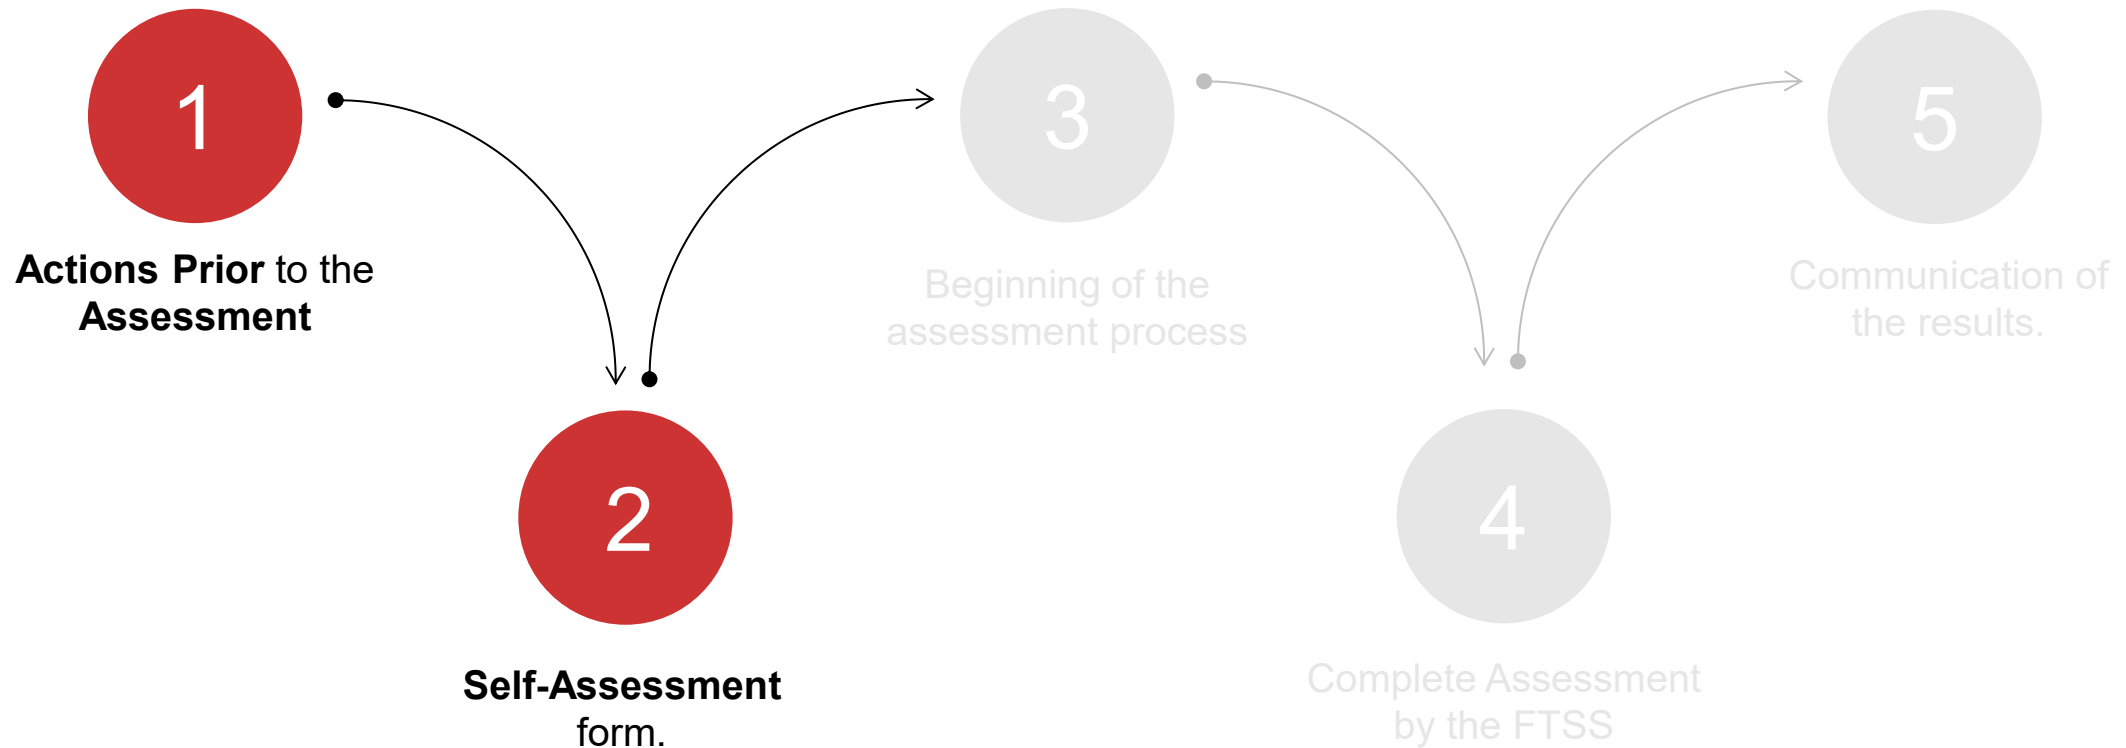 1
Actions Prior to the
Assessment
2
Self-Assessment
form.
3
Beginning of the
assessment process
4
Complete Assessment
by the FTSS
5
Communication of
the results.